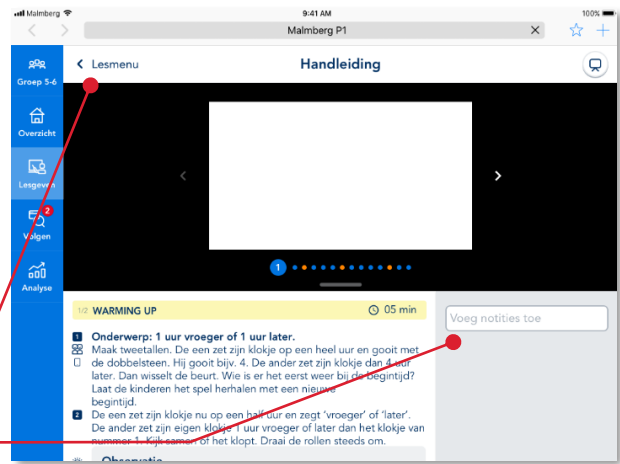 Malmberg
9:41 AM
100%
Malmberg P1
Groep 5-6
Lesmenu
Handleiding
Overzicht
Lesgeven
2
Volgen
Analyse
1
1/2 WARMING UP
05 min
Voeg notities toe
1 Onderwerp: 1 uur vroeger of 1 uur later.
Maak tweetallen. De een zet zijn klokje op een heel uur en gooit met
de dobbelsteen. Hij gooit bijv. 4. De ander zet zijn klokje dan 4 uur
later. Dan wisselt de beurt. Wie is er het eerst weer bij de begintijd?
Laat de kinderen het spel herhalen met een nieuwe
begintijd.
2 De een zet zijn klokje nu op een half uur en zegt ‘vroeger’ of ‘later’.
De ander zet zijn eigen klokje 1 uur vroeger of later dan het klokje van
nummer 1. Kijk samen of het klopt. Draai de rollen steeds om.
Observatie